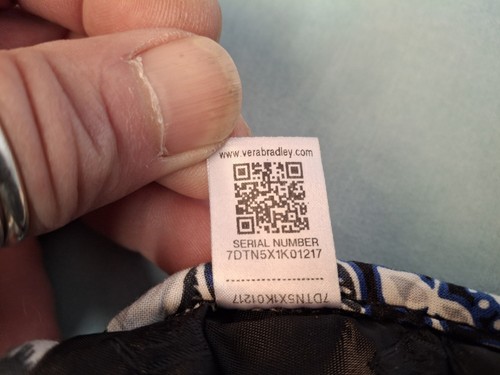 www.verabradley.com
SERIAL NUMBER
7DTN5X1K01217
7DTN5X1K01217